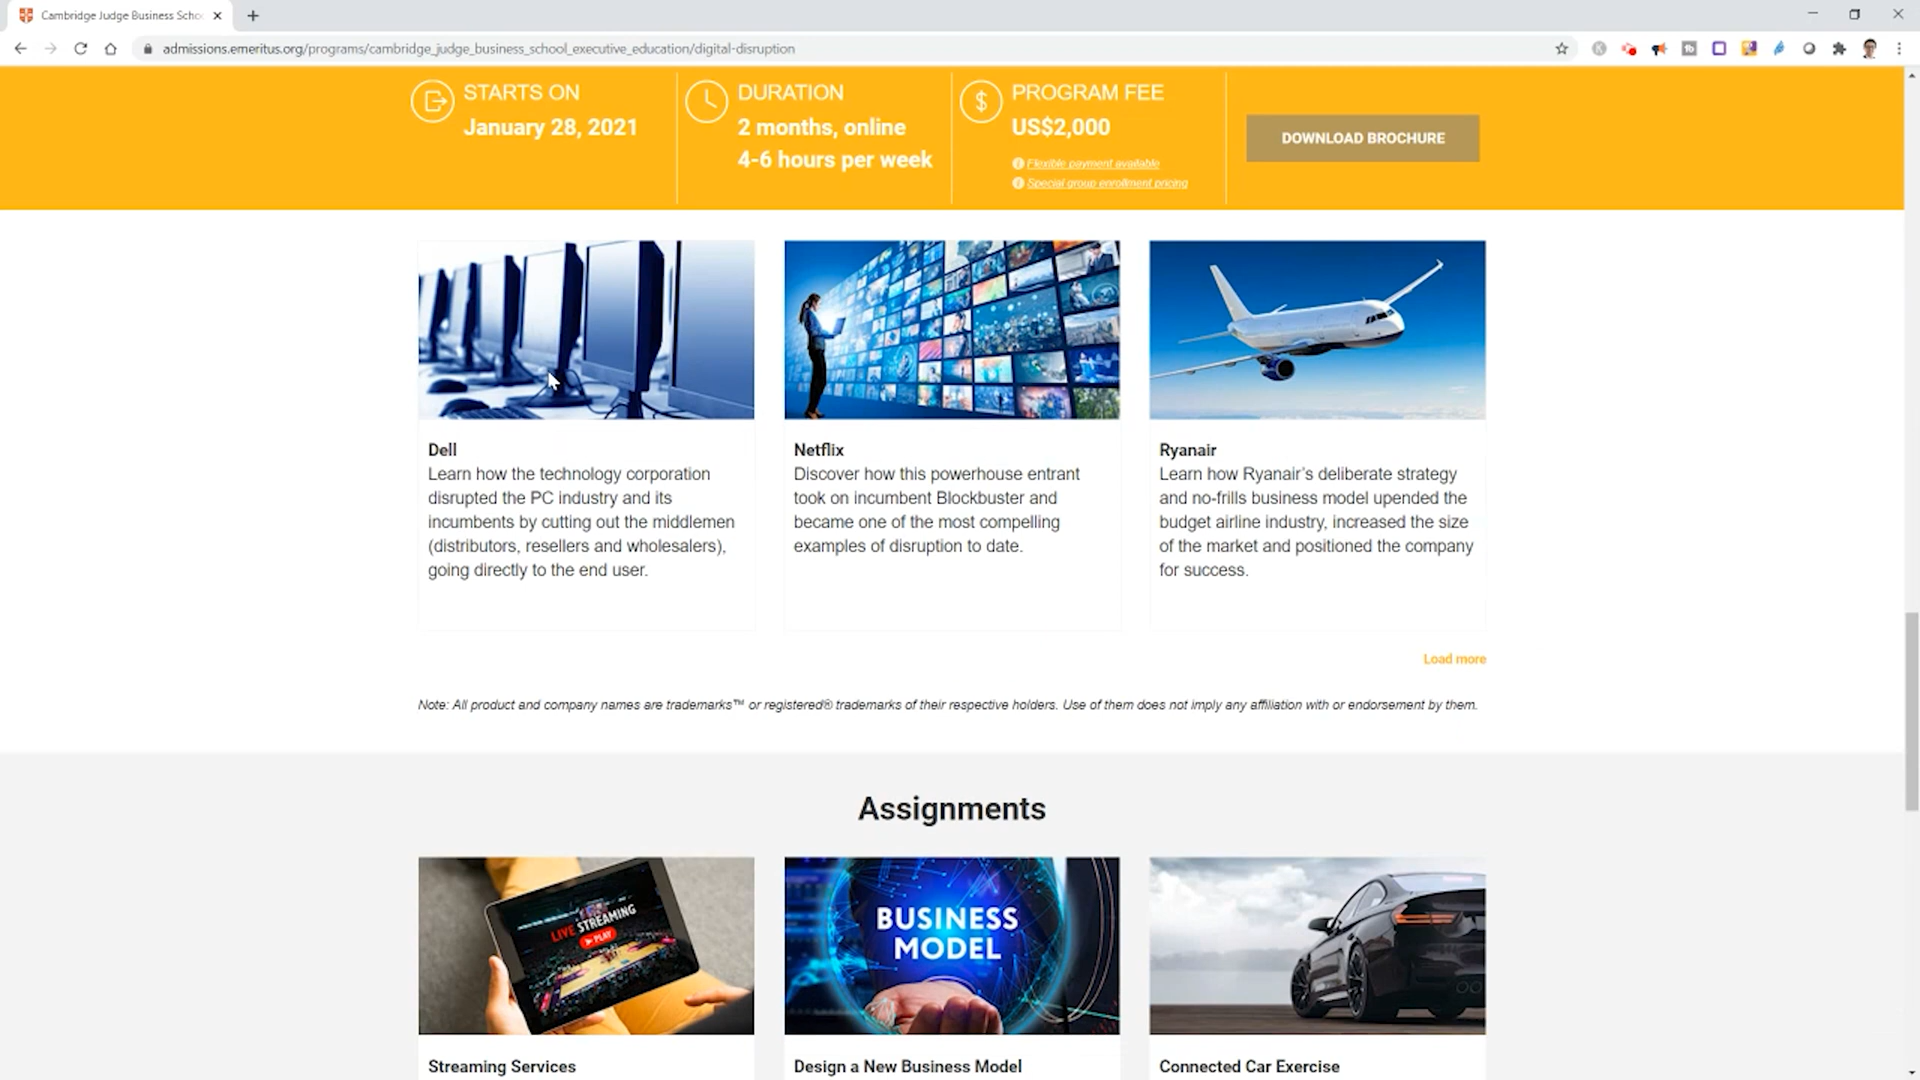 Cambridge Judge Business Scho
admissions.emeritus.org/programs/cambridge_judge_business_school_executive_education/digital-disruption
STARTS ON
January 28, 2021
DURATION
2 months, online
4-6 hours per week
PROGRAM FEE
US$2,000
Flexible payment available
Special group enrollment pricing
DOWNLOAD BROCHURE
Dell
Learn how the technology corporation
disrupted the PC industry and its
incumbents by cutting out the middlemen
(distributors, resellers and wholesalers),
going directly to the end user.
Netflix
Discover how this powerhouse entrant
took on incumbent Blockbuster and
became one of the most compelling
examples of disruption to date.
Ryanair
Learn how Ryanair’s deliberate strategy
and no-frills business model upended the
budget airline industry, increased the size
of the market and positioned the company
for success.
Load more
Note: All product and company names are trademarks™ or registered® trademarks of their respective holders. Use of them does not imply any affiliation with or endorsement by them.
Assignments
LIVE STREAMING
PLAY
BUSINESS
MODEL
Streaming Services
Design a New Business Model
Connected Car Exercise